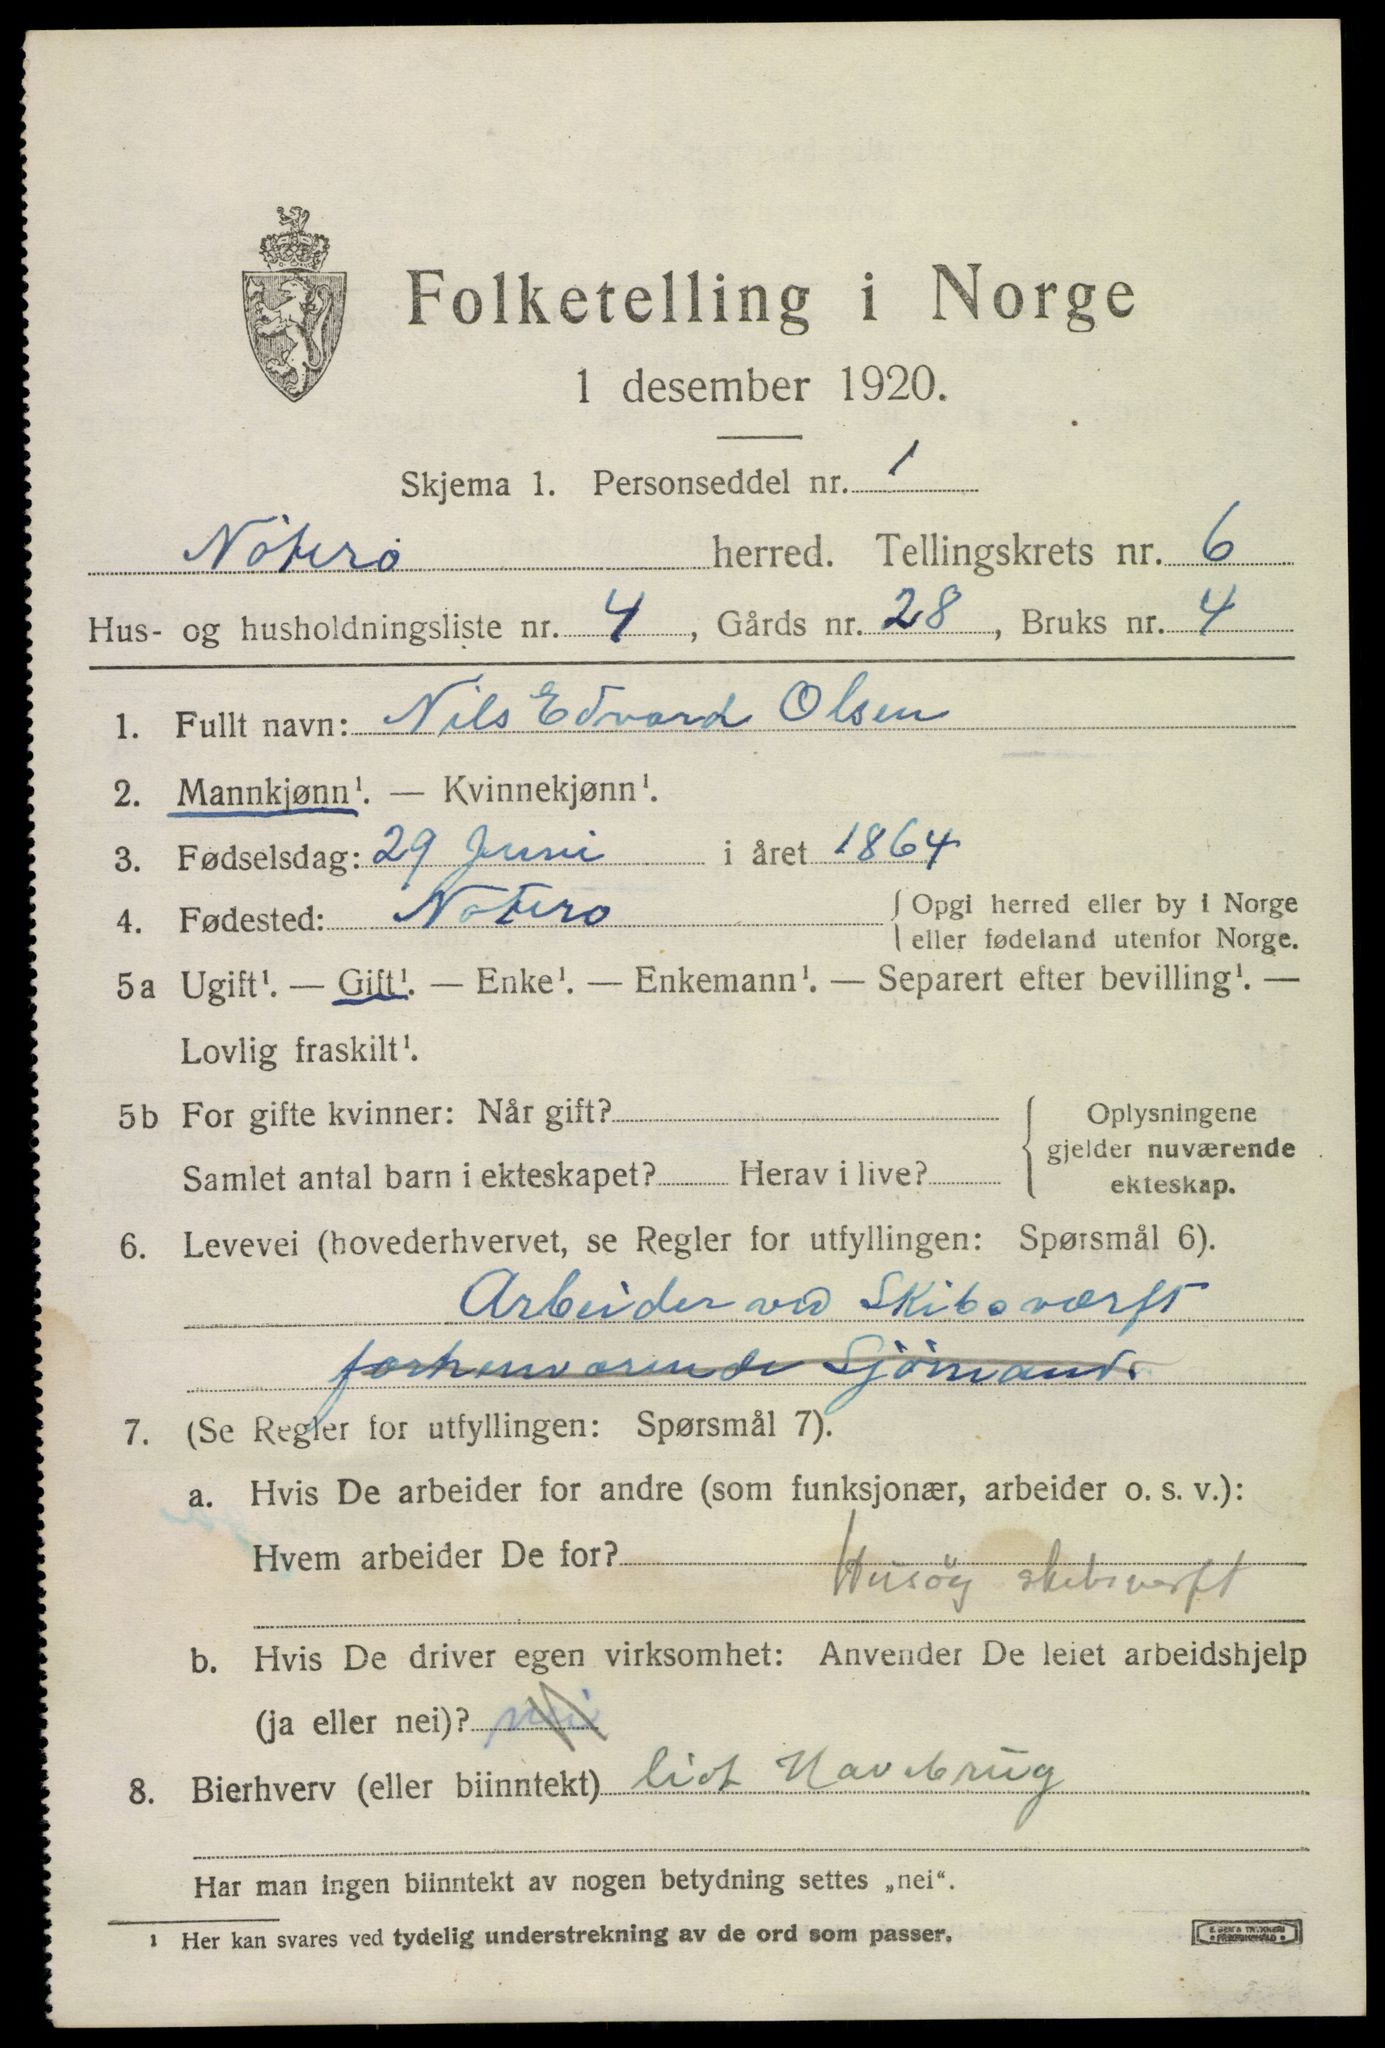 Folketelling i Norge
1 desember 1920.
Skjema 1. Personseddel nr. 1
Nöterö herred. Tellingskrets nr. 6
Hus- og husholdningsliste nr. 4, Gårds nr. 28, Bruks nr. 4
1. Fullt navn: Nils Edvard Olsen
2. Mannkjønn¹. — Kvinnekjønn¹.
3. Fødselsdag: 29 Juni i året 1864
4. Fødested: Nöterö { Opgi herred eller by i Norge
eller fødeland utenfor Norge.
5a Ugift¹. — Gift¹. — Enke¹. — Enkemann¹. — Separert efter bevilling¹. —
Lovlig fraskilt¹.
5b For gifte kvinner: Når gift?
Samlet antal barn i ekteskapet? Herav i live?
Oplysningene
gjelder nuværende
ekteskap.
6. Levevei (hovederhvervet, se Regler for utfyllingen: Spørsmål 6).
Arbeider ved Skibsværft
forhenværende Sjömand
7. (Se Regler for utfyllingen: Spørsmål 7).
a. Hvis De arbeider for andre (som funksjonær, arbeider o. s. v.):
Hvem arbeider De for? Husöy skibsverft
b. Hvis De driver egen virksomhet: Anvender De leiet arbeidshjelp
(ja eller nei)? nei
8. Bierhverv (eller biinntekt) lidt Havebrug
Har man ingen biinntekt av nogen betydning settes „nei“.
¹ Her kan svares ved tydelig understrekning av de ord som passer.